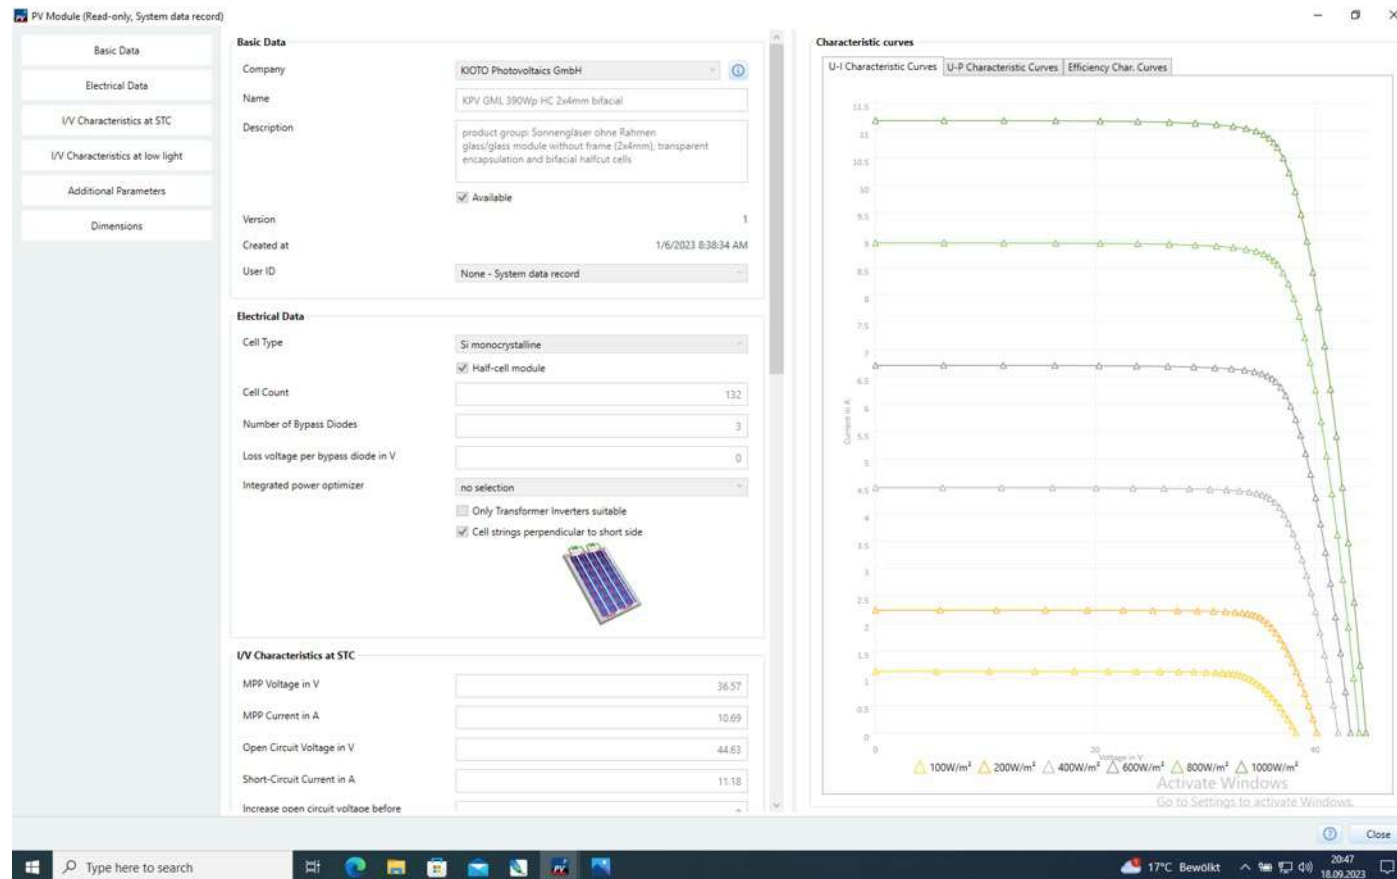 PV Module (Read-only, System data record)
Basic Data
Electrical Data
I/V Characteristics at STC
I/V Characteristics at low light
Additional Parameters
Dimensions
Basic Data
Company
KIOTO Photovoltaics GmbH
Name
KPV GML 390Wp HC 2x4mm bifacial
Description
product group: Sonnengläser ohne Rahmen
glass/glass module without frame (2x4mm), transparent
encapsulation and bifacial halfcut cells
Available
Version
1
Created at
1/6/2023 8:38:34 AM
User ID
None - System data record
Electrical Data
Cell Type
Si monocrystalline
Half-cell module
Cell Count
132
Number of Bypass Diodes
3
Loss voltage per bypass diode in V
0
Integrated power optimizer
no selection
Only Transformer Inverters suitable
Cell strings perpendicular to short side
I/V Characteristics at STC
MPP Voltage in V
36.57
MPP Current in A
10.69
Open Circuit Voltage in V
44.63
Short-Circuit Current in A
11.18
Increase open circuit voltage before
Characteristic curves
U-I Characteristic Curves
U-P Characteristic Curves
Efficiency Char. Curves
11.5
11
10.5
10
9.5
9
8.5
8
7.5
7
6.5
6
5.5
5
4.5
4
3.5
3
2.5
2
1.5
1
0.5
0
Current in A
0
20
40
Voltage in V
100W/m² 200W/m² 400W/m² 600W/m² 800W/m² 1000W/m²
Activate Windows
Go to Settings to activate Windows.
Close
Type here to search
17°C Bewölkt
20:47
18.09.2023